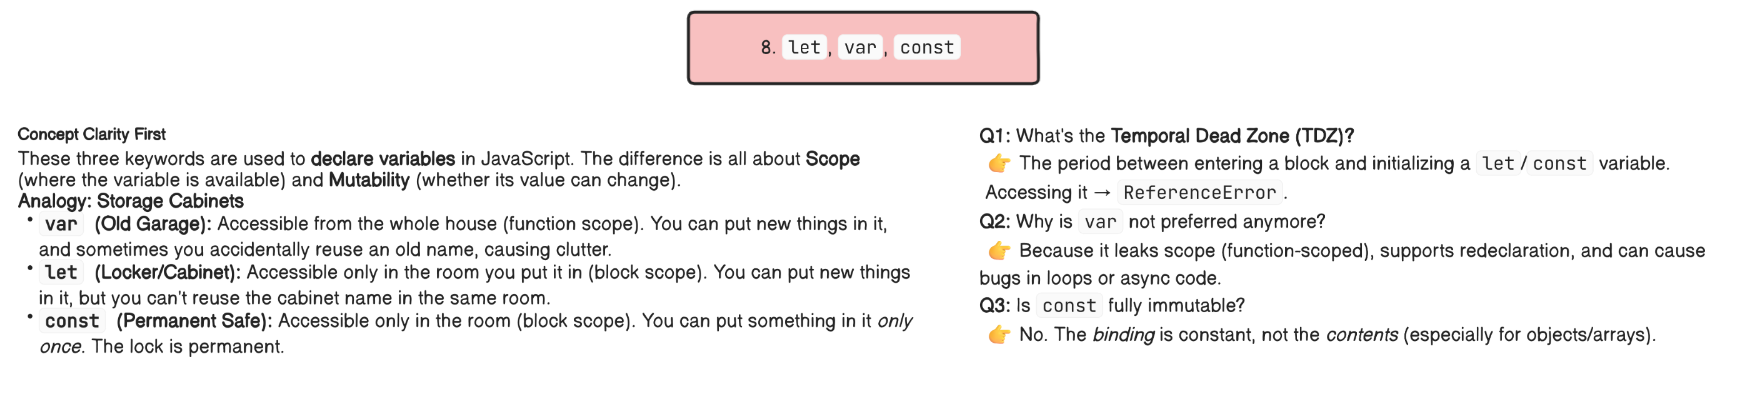 8. let, var, const
Concept Clarity First
These three keywords are used to declare variables in JavaScript. The difference is all about Scope
(where the variable is available) and Mutability (whether its value can change).
Analogy: Storage Cabinets
• var (Old Garage): Accessible from the whole house (function scope). You can put new things in it,
and sometimes you accidentally reuse an old name, causing clutter.
• let (Locker/Cabinet): Accessible only in the room you put it in (block scope). You can put new things
in it, but you can't reuse the cabinet name in the same room.
• const (Permanent Safe): Accessible only in the room (block scope). You can put something in it only
once. The lock is permanent.
Q1: What's the Temporal Dead Zone (TDZ)?
👉 The period between entering a block and initializing a let / const variable.
Accessing it → ReferenceError.
Q2: Why is var not preferred anymore?
👉 Because it leaks scope (function-scoped), supports redeclaration, and can cause
bugs in loops or async code.
Q3: Is const fully immutable?
👉 No. The binding is constant, not the contents (especially for objects/arrays).